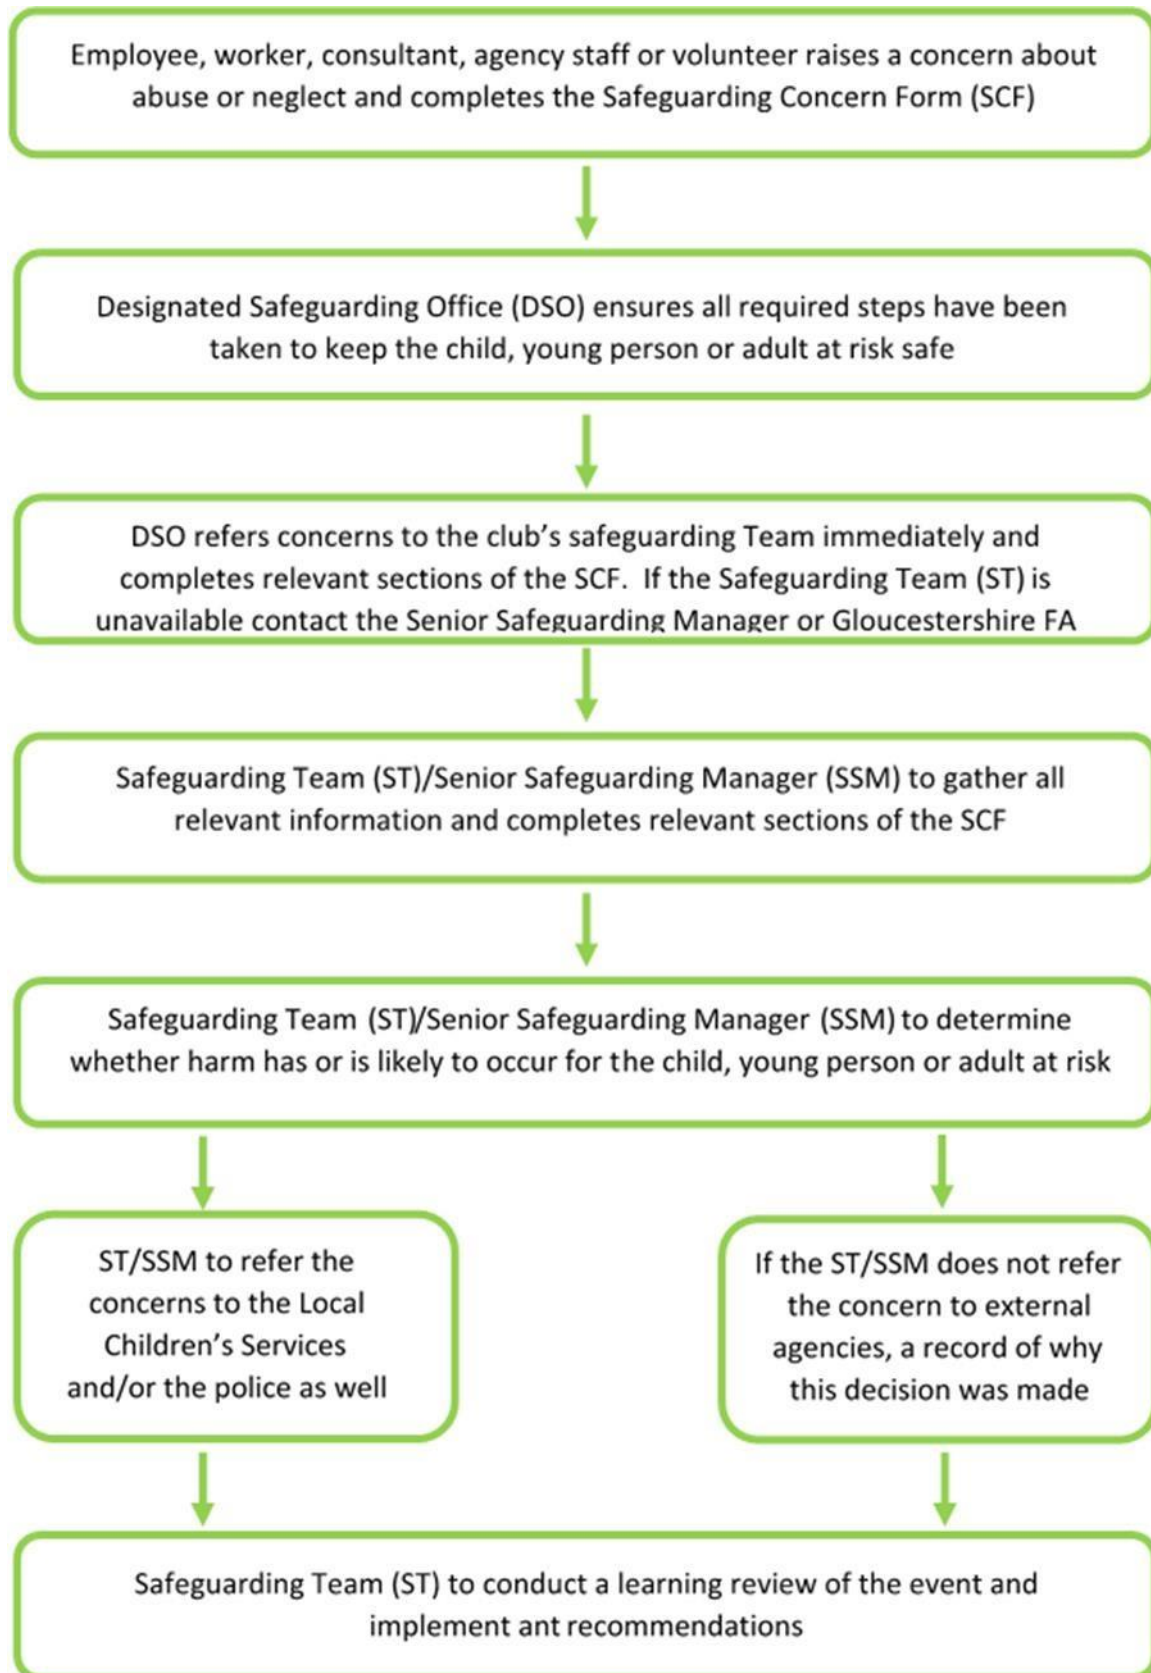 Employee, worker, consultant, agency staff or volunteer raises a concern about
abuse or neglect and completes the Safeguarding Concern Form (SCF)
Designated Safeguarding Office (DSO) ensures all required steps have been
taken to keep the child, young person or adult at risk safe
DSO refers concerns to the club’s safeguarding Team immediately and
completes relevant sections of the SCF.  If the Safeguarding Team (ST) is
unavailable contact the Senior Safeguarding Manager or Gloucestershire FA
Safeguarding Team (ST)/Senior Safeguarding Manager (SSM) to gather all
relevant information and completes relevant sections of the SCF
Safeguarding Team (ST)/Senior Safeguarding Manager (SSM) to determine
whether harm has or is likely to occur for the child, young person or adult at risk
ST/SSM to refer the
concerns to the Local
Children’s Services
and/or the police as well
If the ST/SSM does not refer
the concern to external
agencies, a record of why
this decision was made
Safeguarding Team (ST) to conduct a learning review of the event and
implement ant recommendations